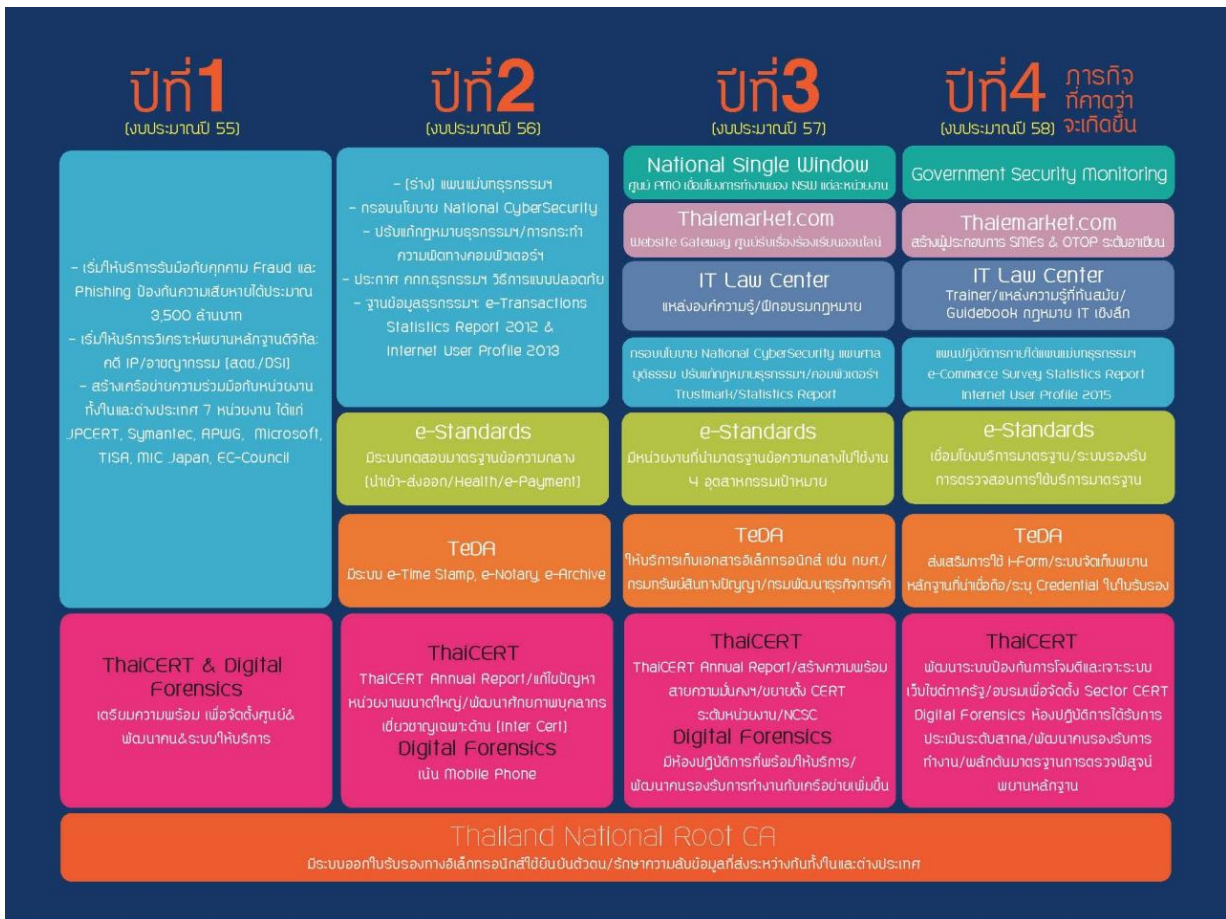 ปีที่1
(งบประมาณปี 55)
- เริ่มให้บริการรับมือภัยคุกคาม Fraud และ
Phishing ป้องกันความเสียหายได้ประมาณ
3,500 ล้านบาท
- เริ่มให้บริการวิเคราะห์พยานหลักฐานดิจิทัล:
คดี IP/อาชญากรรม [สตช./DSI]
- สร้างเครือข่ายความร่วมมือกับหน่วยงาน
ทั้งในและต่างประเทศ 7 หน่วยงาน ได้แก่
JPCERT, Symantec, APWG, Microsoft,
TISA, MIC Japan, EC-Council
ThaiCERT & Digital
Forensics
เตรียมความพร้อม เพื่อจัดตั้งศูนย์&
พัฒนาคน&ระบบให้บริการ
ปีที่2
(งบประมาณปี 56)
- (ร่าง) แผนแม่บทธุรกรรมฯ
- กรอบนโยบาย National CyberSecurity
- ปรับแก้กฎหมายธุรกรรมฯ/การกระทำ
ความผิดทางคอมพิวเตอร์ฯ
- ประกาศ คกก.ธุรกรรมฯ วิธีการแบบปลอดภัย
- ฐานข้อมูลธุรกรรมฯ: e-Transactions
Statistics Report 2012 &
Internet User Profile 2013
e-Standards
มีระบบทดสอบมาตรฐานข้อความกลาง
(นำเข้า-ส่งออก/Health/e-Payment)
TeDA
มีระบบ e-Time Stamp, e-Notary, e-Archive
ThaiCERT
ThaiCERT Annual Report/แก้ไขปัญหา
หน่วยงานขนาดใหญ่/พัฒนาศักยภาพบุคลากร
เชี่ยวชาญเฉพาะด้าน (Inter Cert)
Digital Forensics
เน้น Mobile Phone
ปีที่3
(งบประมาณปี 57)
National Single Window
ศูนย์ PMO เชื่อมโยงการทำงานของ NSW แต่ละหน่วยงาน
Thaiemarket.com
Website Gateway ศูนย์รับเรื่องร้องเรียนออนไลน์
IT Law Center
แหล่งองค์ความรู้/ฝึกอบรมกฎหมาย
กรอบนโยบาย National CyberSecurity แผนศาล
ยุติธรรม ปรับแก้กฎหมายธุรกรรมฯ/คอมพิวเตอร์ฯ
Trustmark/Statistics Report
e-Standards
มีหน่วยงานที่นำมาตรฐานข้อความกลางไปใช้งาน
4 อุตสาหกรรมเป้าหมาย
TeDA
ให้บริการเก็บเอกสารอิเล็กทรอนิกส์ เช่น กยศ./
กรมทรัพย์สินทางปัญญา/กรมพัฒนาธุรกิจการค้า
ThaiCERT
ThaiCERT Annual Report/สร้างความพร้อม
สายความมั่นคงฯ/ขยายตั้ง CERT
ระดับหน่วยงาน/NCSC
Digital Forensics
มีห้องปฏิบัติการที่พร้อมให้บริการ/
พัฒนาคนรองรับการทำงานกับเครือข่ายเพิ่มขึ้น
ปีที่4 ภารกิจ
ที่คาดว่า
จะเกิดขึ้น
(งบประมาณปี 58)
Government Security Monitoring
Thaiemarket.com
สร้างผู้ประกอบการ SMEs & OTOP ระดับอาเซียน
IT Law Center
Trainer/แหล่งความรู้ที่ทันสมัย/
Guidebook กฎหมาย IT เชิงลึก
แผนปฏิบัติการภายใต้แผนแม่บทธุรกรรมฯ
e-Commerce Survey Statistics Report
Internet User Profile 2015
e-Standards
เชื่อมโยงบริการมาตรฐาน/ระบบรองรับ
การตรวจสอบการใช้บริการมาตรฐาน
TeDA
ส่งเสริมการใช้ i-Form/ระบบจัดเก็บพยาน
หลักฐานที่น่าเชื่อถือ/ระบุ Credential ในใบรับรอง
ThaiCERT
พัฒนาระบบป้องกันการโจมตีและเจาะระบบ
เว็บไซต์ภาครัฐ/อบรมเพื่อจัดตั้ง Sector CERT
Digital Forensics ห้องปฏิบัติการได้รับการ
ประเมินระดับสากล/พัฒนาคนรองรับการ
ทำงาน/ผลักดันมาตรฐานการตรวจพิสูจน์
พยานหลักฐาน
Thailand National Root CA
มีระบบออกใบรับรองทางอิเล็กทรอนิกส์ใช้ยืนยันตัวตน/รักษาความลับข้อมูลที่ส่งระหว่างกันทั้งในและต่างประเทศ